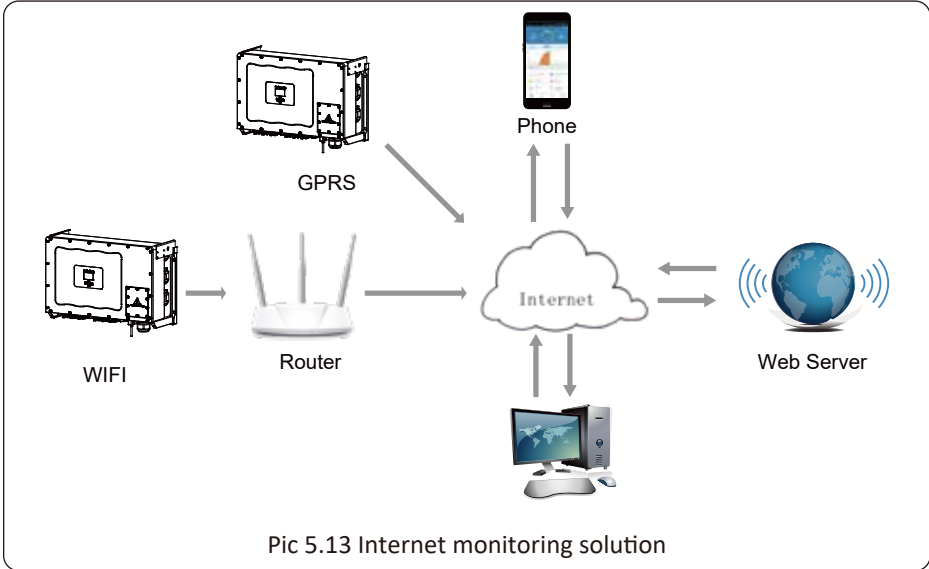 Phone
GPRS
Internet
WIFI
Router
Web Server
Pic 5.13 Internet monitoring solution